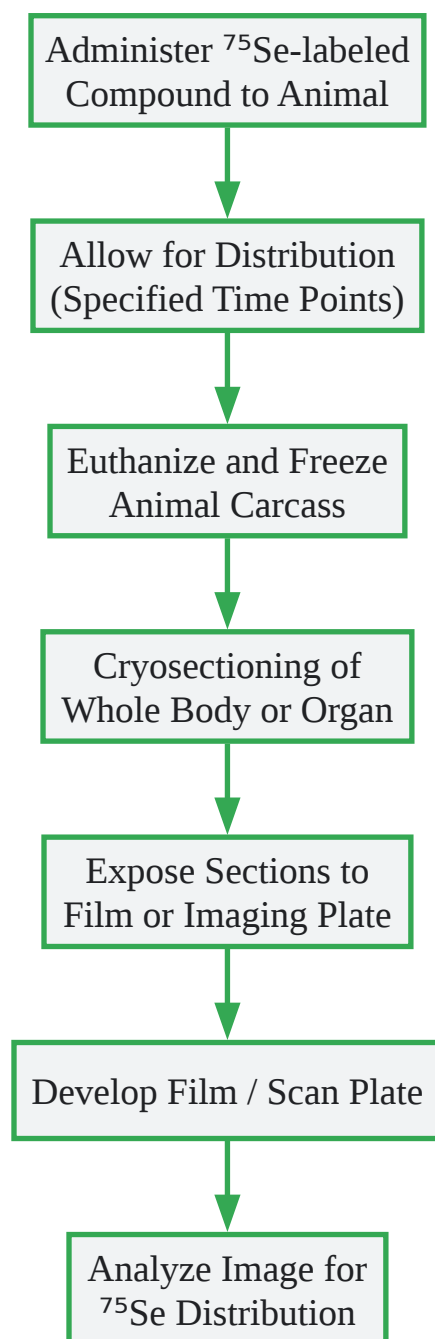 Administer ⁷⁵Se-labeled
Compound to Animal
Allow for Distribution
(Specified Time Points)
Euthanize and Freeze
Animal Carcass
Cryosectioning of
Whole Body or Organ
Expose Sections to
Film or Imaging Plate
Develop Film / Scan Plate
Analyze Image for
⁷⁵Se Distribution